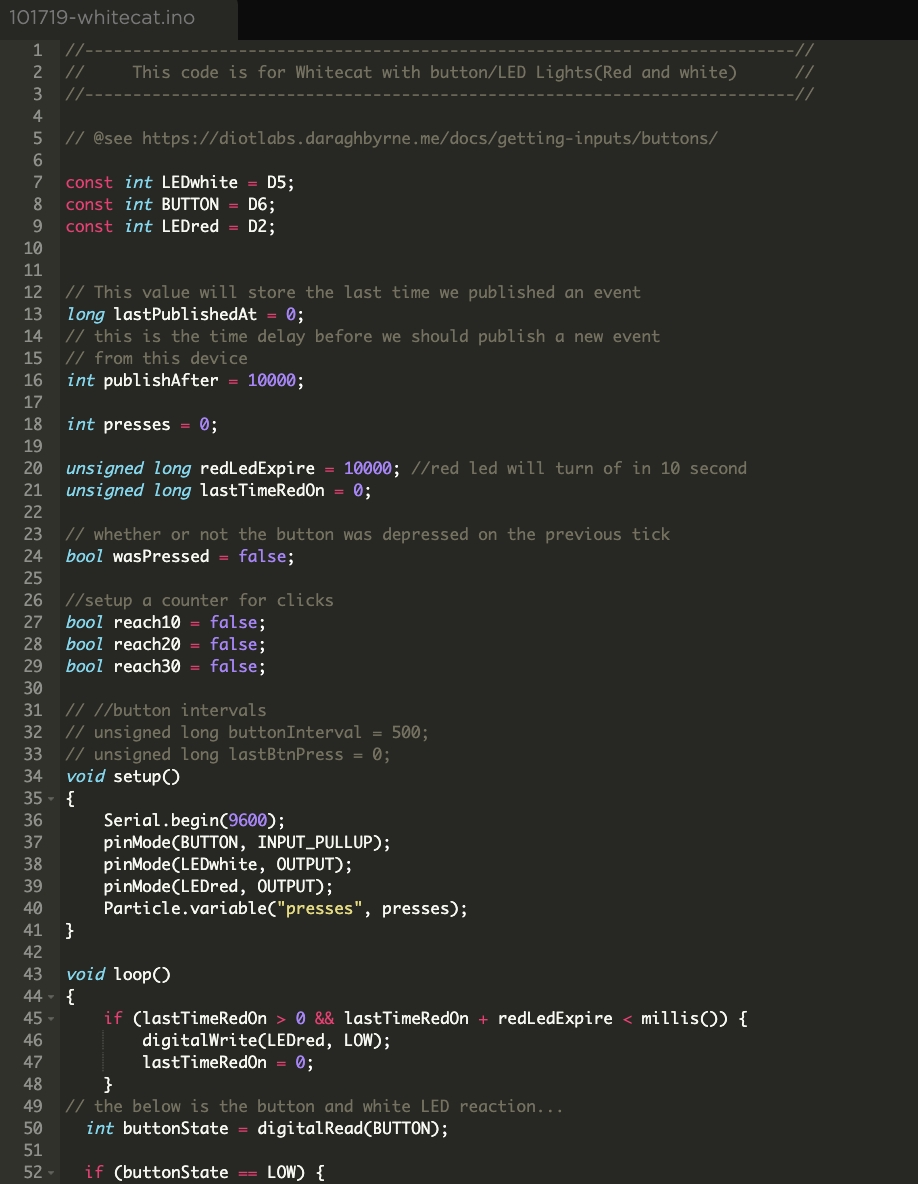 101719-whitecat.ino
1 //--------------------------------------------------------------------------//
2 //     This code is for Whitecat with button/LED Lights(Red and white)      //
3 //--------------------------------------------------------------------------//
4
5 // @see https://diotlabs.daraghbyrne.me/docs/getting-inputs/buttons/
6
7 const int LEDwhite = D5;
8 const int BUTTON = D6;
9 const int LEDred = D2;
10
11
12 // This value will store the last time we published an event
13 long lastPublishedAt = 0;
14 // this is the time delay before we should publish a new event
15 // from this device
16 int publishAfter = 10000;
17
18 int presses = 0;
19
20 unsigned long redLedExpire = 10000; //red led will turn of in 10 second
21 unsigned long lastTimeRedOn = 0;
22
23 // whether or not the button was depressed on the previous tick
24 bool wasPressed = false;
25
26 //setup a counter for clicks
27 bool reach10 = false;
28 bool reach20 = false;
29 bool reach30 = false;
30
31 // //button intervals
32 // unsigned long buttonInterval = 500;
33 // unsigned long lastBtnPress = 0;
34 void setup()
35 {
36     Serial.begin(9600);
37     pinMode(BUTTON, INPUT_PULLUP);
38     pinMode(LEDwhite, OUTPUT);
39     pinMode(LEDred, OUTPUT);
40     Particle.variable("presses", presses);
41 }
42
43 void loop()
44 {
45     if (lastTimeRedOn > 0 && lastTimeRedOn + redLedExpire < millis()) {
46         digitalWrite(LEDred, LOW);
47         lastTimeRedOn = 0;
48     }
49 // the below is the button and white LED reaction...
50   int buttonState = digitalRead(BUTTON);
51
52   if (buttonState == LOW) {